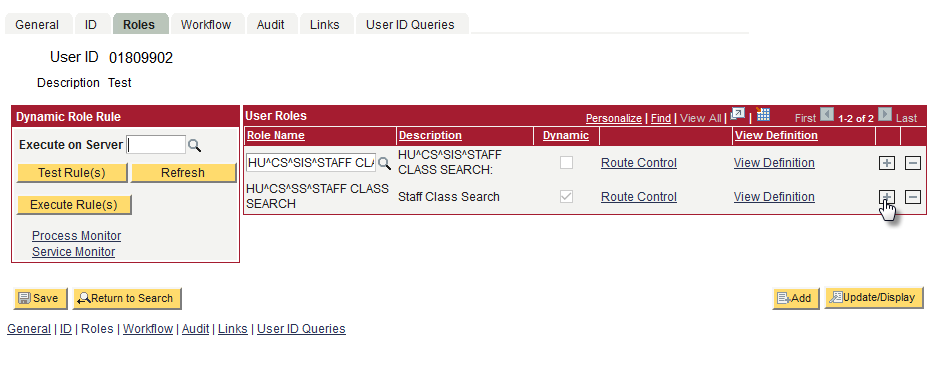 General ID Roles Workflow Audit Links User ID Queries
User ID 01809902
Description Test
Dynamic Role Rule
Execute on Server
Test Rule(s) Refresh
Execute Rule(s)
Process Monitor
Service Monitor
User Roles Personalize | Find | View All | First 1-2 of 2 Last
Role Name Description Dynamic View Definition
HU^CS^SIS^STAFF CLA HU^CS^SIS^STAFF CLASS SEARCH: Route Control View Definition
HU^CS^SS^STAFF CLASS SEARCH Staff Class Search Route Control View Definition
Save Return to Search Add Update/Display
General | ID | Roles | Workflow | Audit | Links | User ID Queries